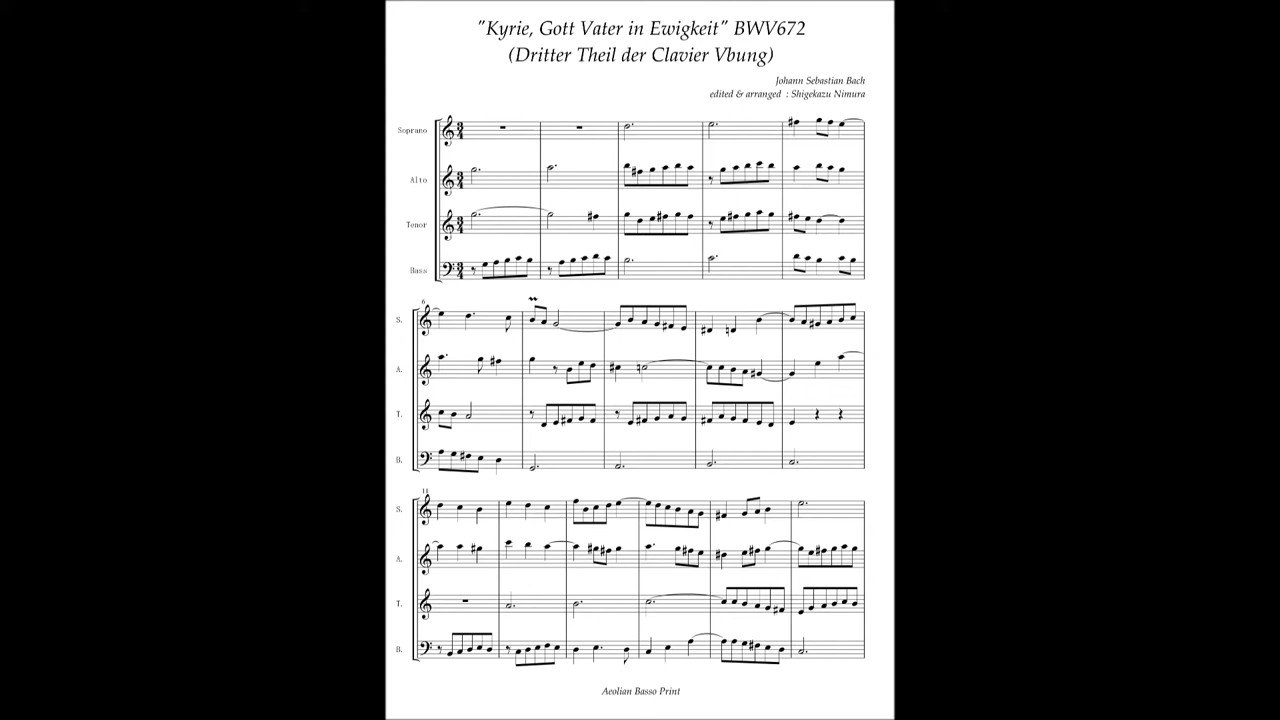 "Kyrie, Gott Vater in Ewigkeit" BWV672
(Dritter Theil der Clavier Vbung)
Johann Sebastian Bach
edited & arranged : Shigekazu Nimura
Soprano
Alto
Tenor
Bass
6
S.
A.
T.
B.
11
S.
A.
T.
B.
Aeolian Basso Print